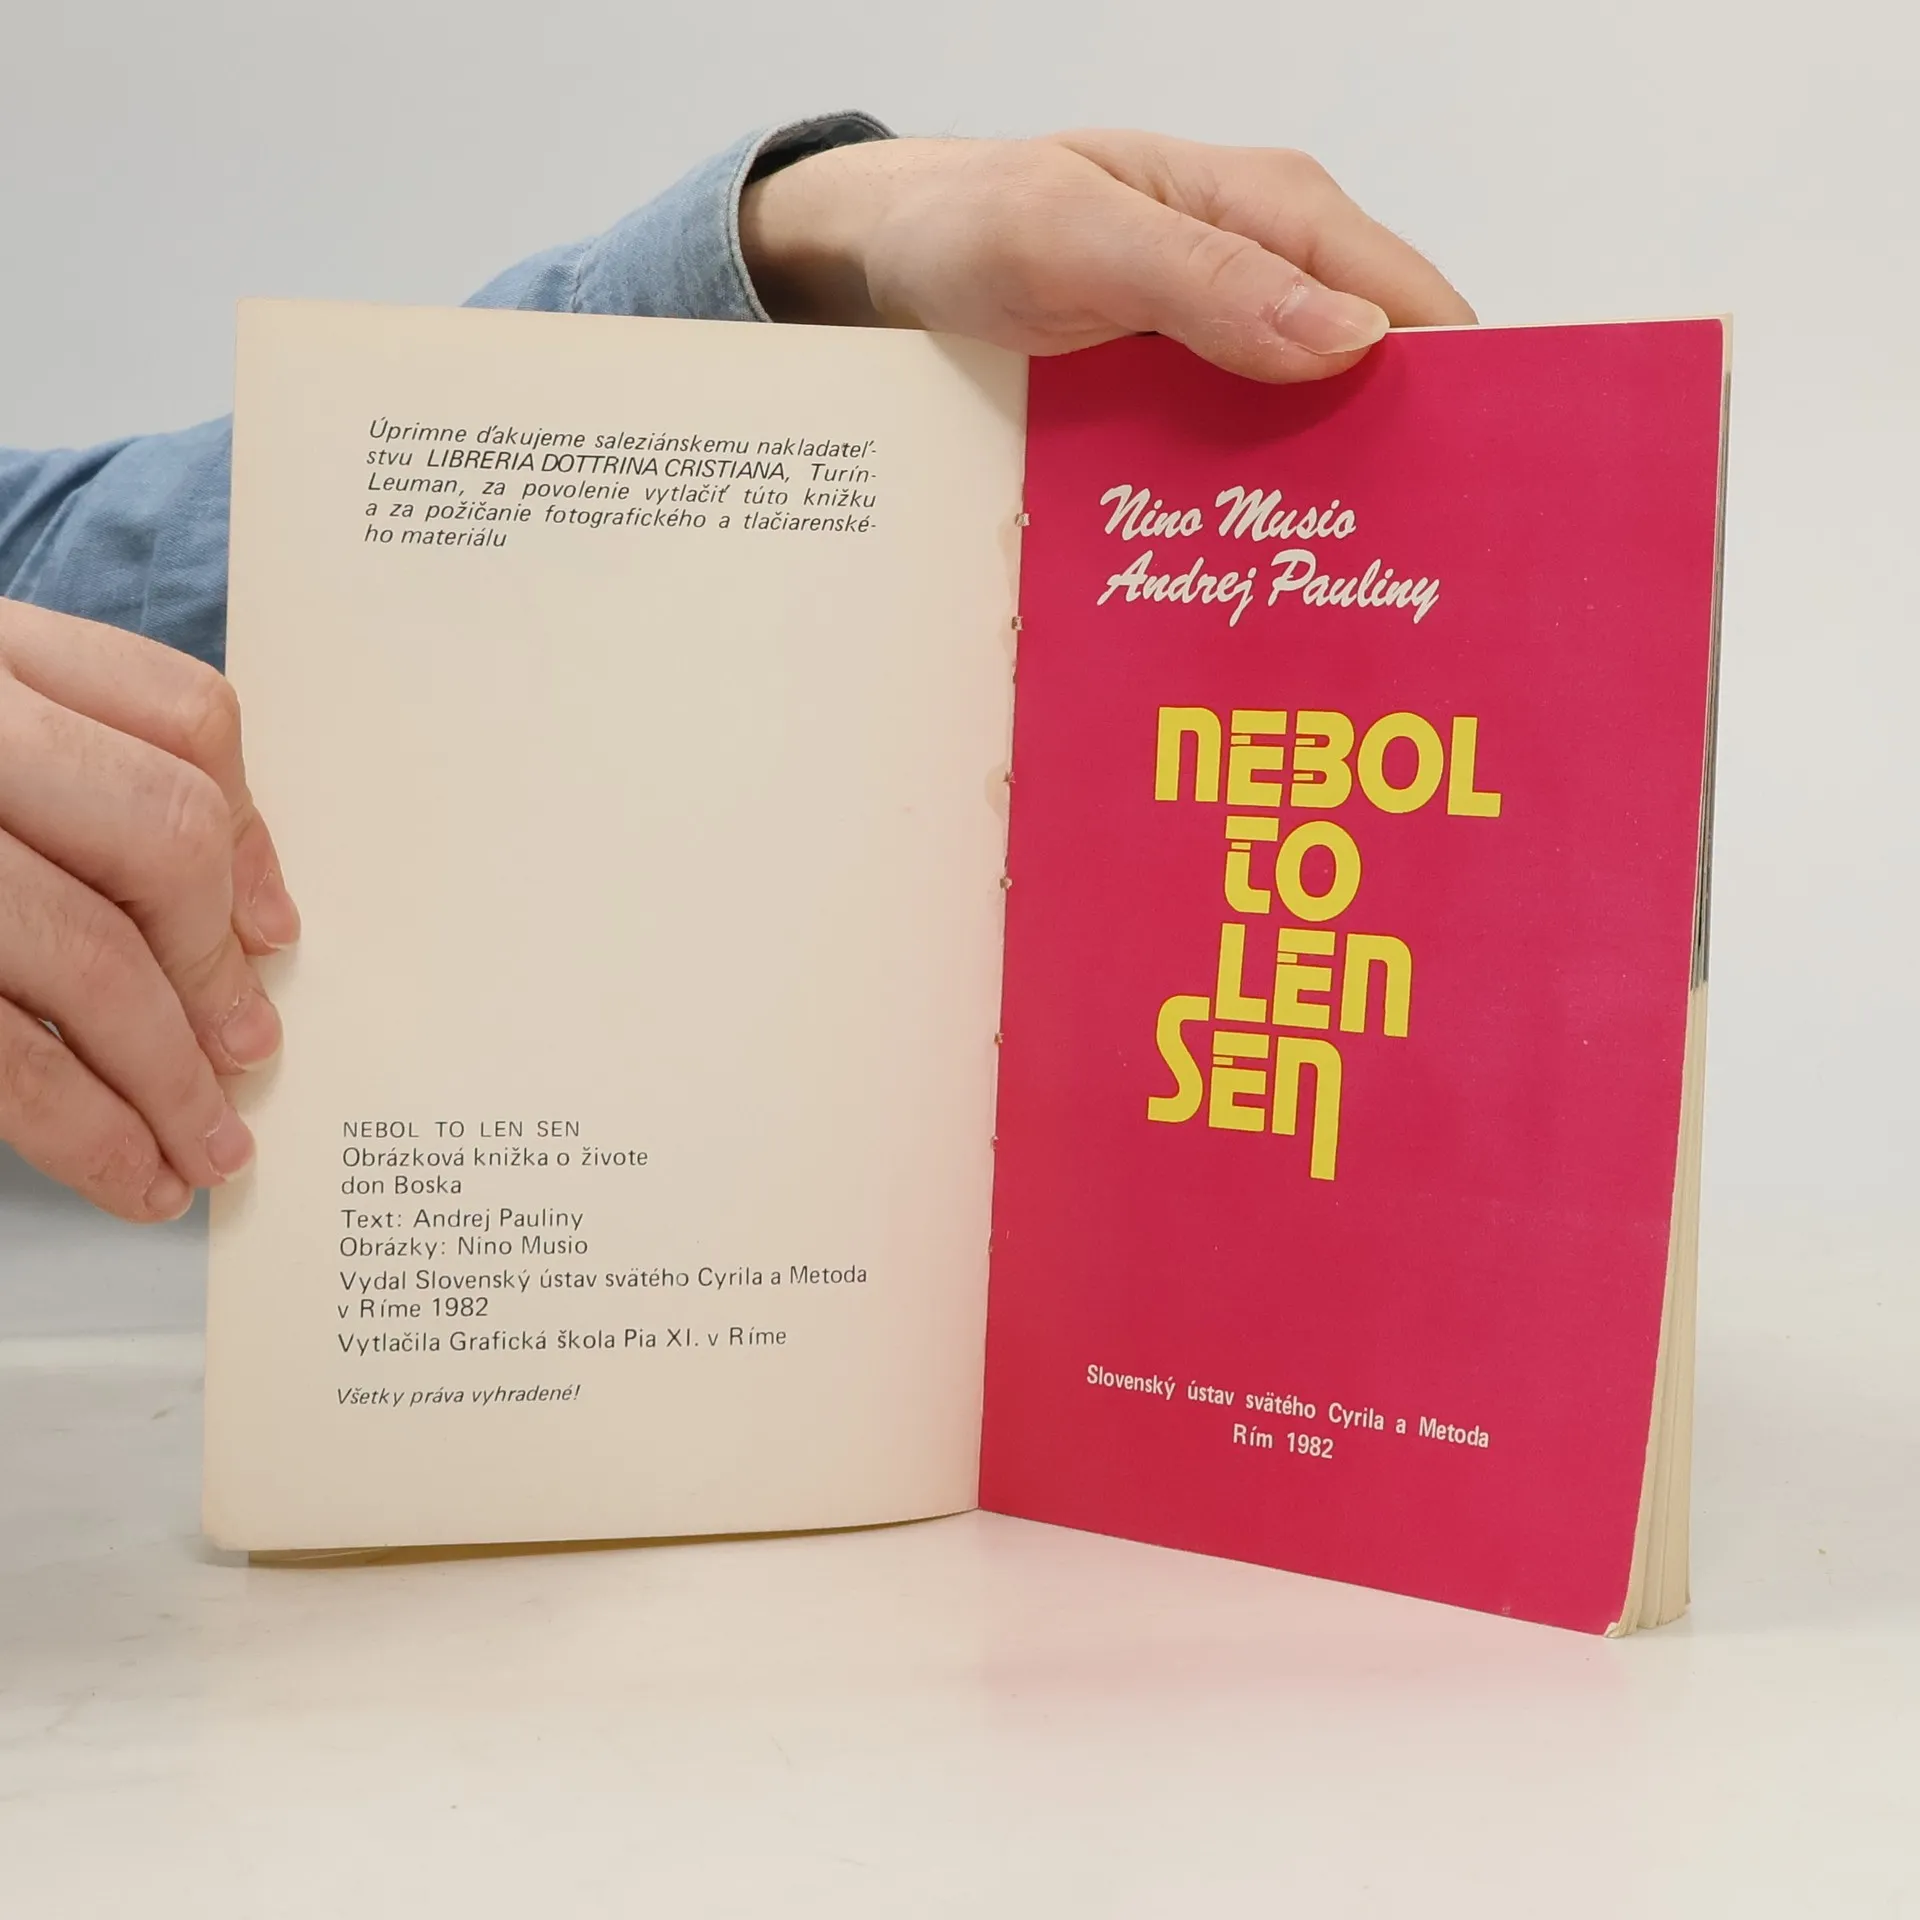 Úprimne ďakujeme saleziánskemu nakladateľ-
stvu LIBRERIA DOTTRINA CRISTIANA, Turín-
Leuman, za povolenie vytlačiť túto knižku
a za požičanie fotografického a tlačiarenské-
ho materiálu
NEBOL TO LEN SEN
Obrázková knižka o živote
don Boska
Text: Andrej Pauliny
Obrázky: Nino Musio
Vydal Slovenský ústav svätého Cyrila a Metoda
v Ríme 1982
Vytlačila Grafická škola Pia XI. v Ríme
Všetky práva vyhradené!
Nino Musio
Andrej Pauliny
NEBOL
TO
LEN
SEN
Slovenský ústav svätého Cyrila a Metoda
Rím 1982